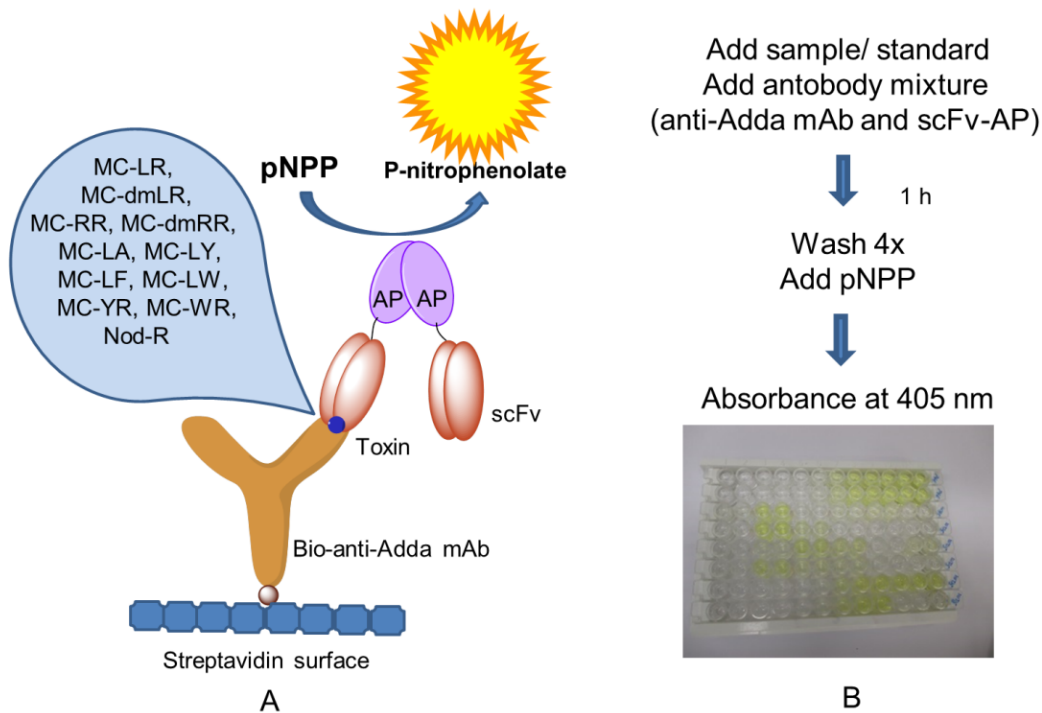 MC-LR,
MC-dmLR,
MC-RR, MC-dmRR,
MC-LA, MC-LY,
MC-LF, MC-LW,
MC-YR, MC-WR,
Nod-R
pNPP
P-nitrophenolate
AP
AP
scFv
Toxin
Bio-anti-Adda mAb
Streptavidin surface
A
Add sample/ standard
Add antobody mixture
(anti-Adda mAb and scFv-AP)
1 h
Wash 4x
Add pNPP
Absorbance at 405 nm
B